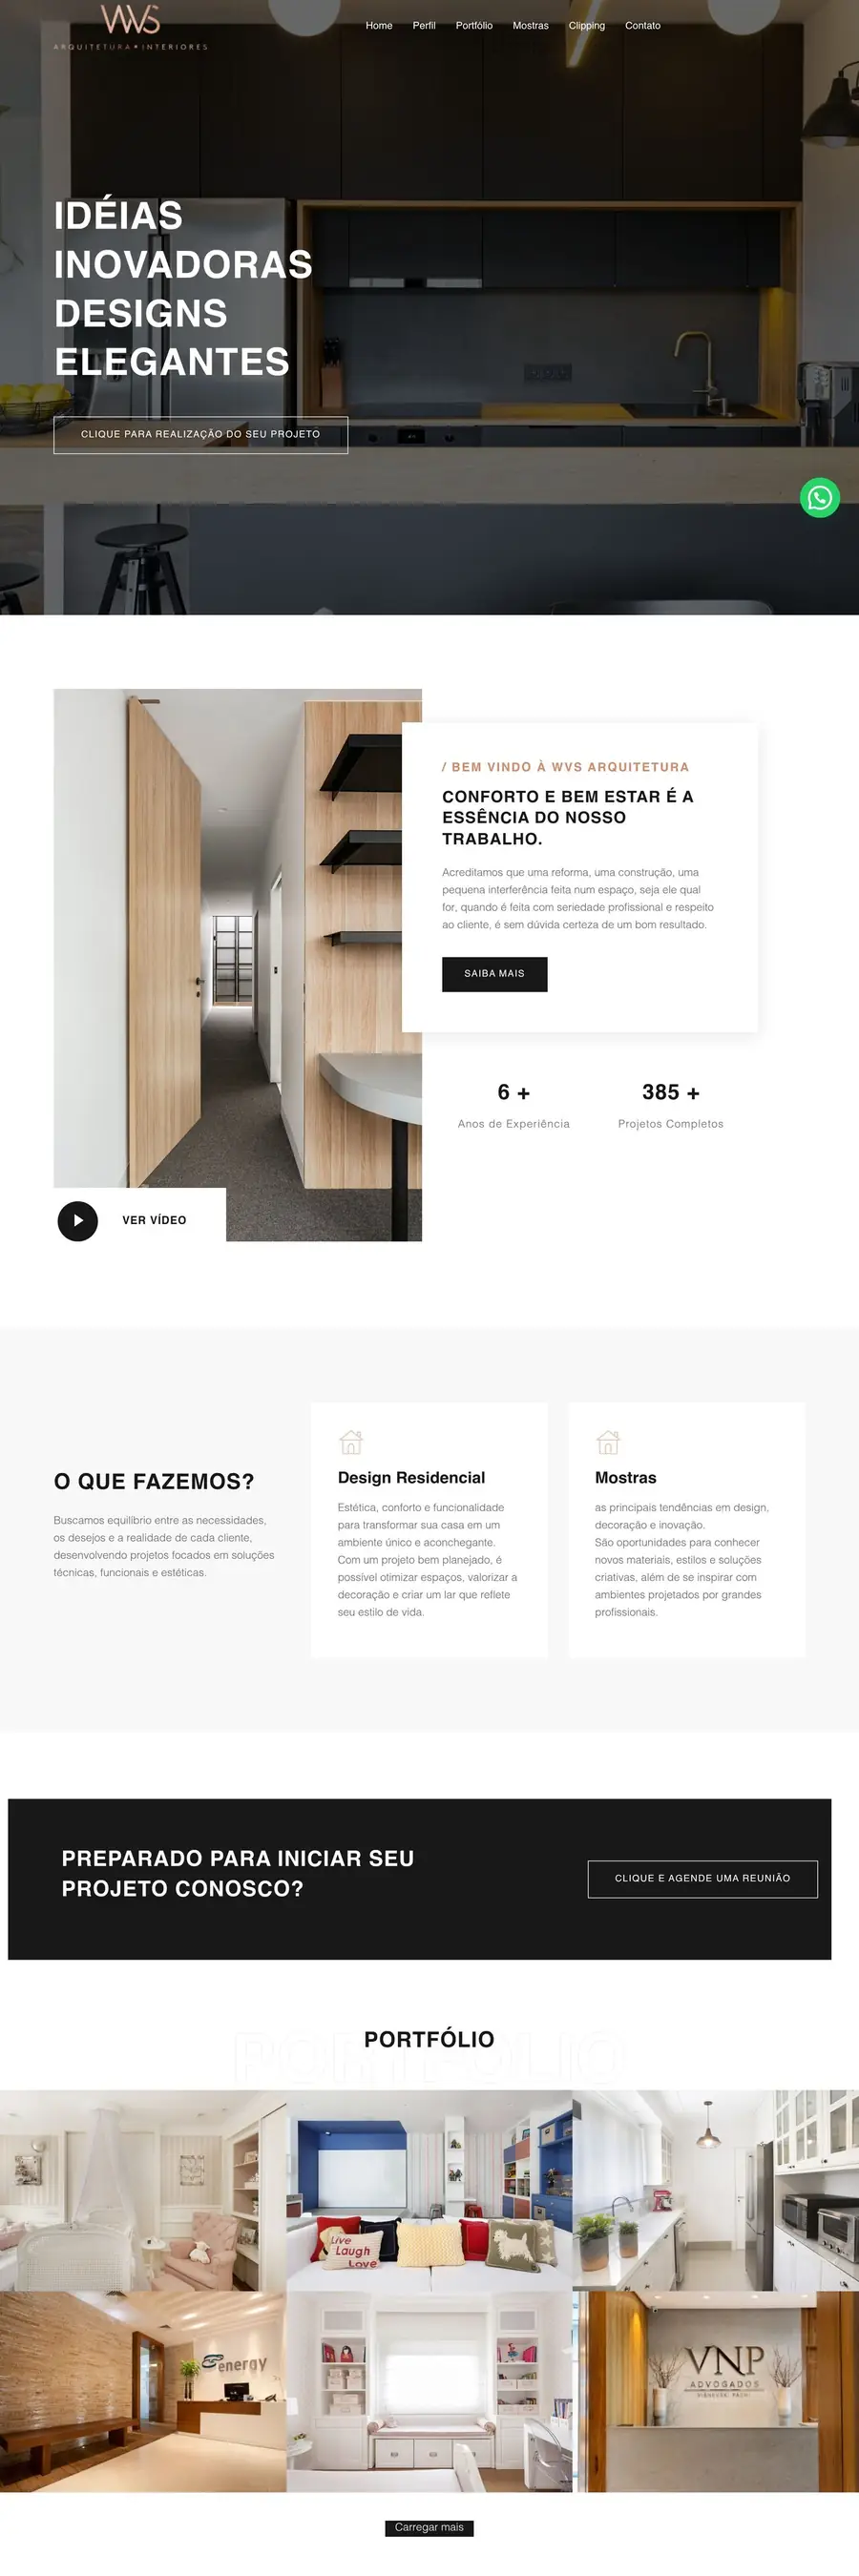 WVS
ARQUITETURA • INTERIORES
Home Perfil Portfólio Mostras Clipping Contato
IDÉIAS
INOVADORAS
DESIGNS
ELEGANTES
CLIQUE PARA REALIZAÇÃO DO SEU PROJETO
/ BEM VINDO À WVS ARQUITETURA
CONFORTO E BEM ESTAR É A
ESSÊNCIA DO NOSSO
TRABALHO.
Acreditamos que uma reforma, uma construção, uma
pequena interferência feita num espaço, seja ele qual
for, quando é feita com seriedade profissional e respeito
ao cliente, é sem dúvida certeza de um bom resultado.
SAIBA MAIS
6 +
Anos de Experiência
385 +
Projetos Completos
VER VÍDEO
O QUE FAZEMOS?
Buscamos equilíbrio entre as necessidades,
os desejos e a realidade de cada cliente,
desenvolvendo projetos focados em soluções
técnicas, funcionais e estéticas.
Design Residencial
Estética, conforto e funcionalidade
para transformar sua casa em um
ambiente único e aconchegante.
Com um projeto bem planejado, é
possível otimizar espaços, valorizar a
decoração e criar um lar que reflete
seu estilo de vida.
Mostras
as principais tendências em design,
decoração e inovação.
São oportunidades para conhecer
novos materiais, estilos e soluções
criativas, além de se inspirar com
ambientes projetados por grandes
profissionais.
PREPARADO PARA INICIAR SEU
PROJETO CONOSCO?
CLIQUE E AGENDE UMA REUNIÃO
PORTFOLIO
PORTFÓLIO
Live
Laugh
Love
energy
VNP
ADVOGADOS
Carregar mais